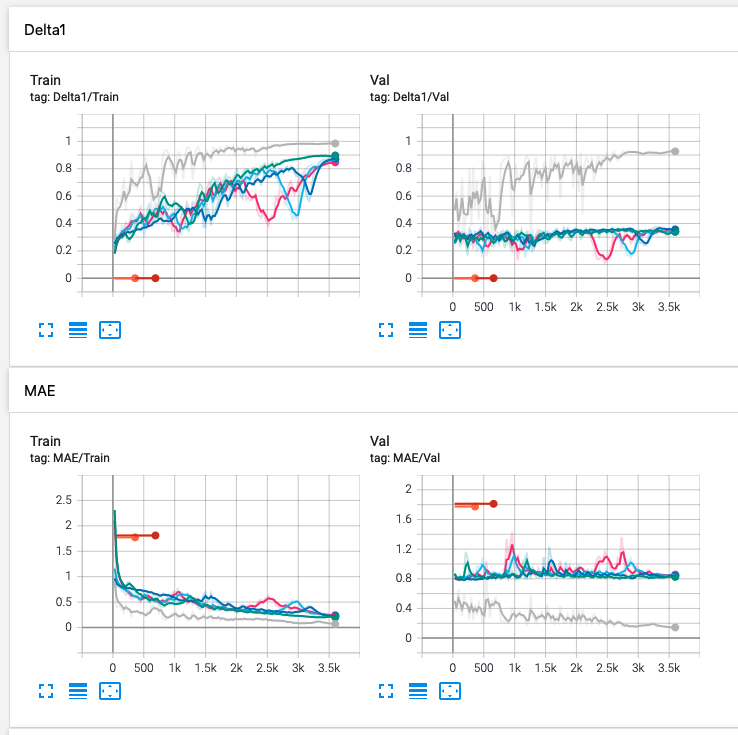 Delta1
Train
tag: Delta1/Train
1
0.8
0.6
0.4
0.2
0
Val
tag: Delta1/Val
1
0.8
0.6
0.4
0.2
0
0 500 1k 1.5k 2k 2.5k 3k 3.5k
MAE
Train
tag: MAE/Train
2.5
2
1.5
1
0.5
0
0 500 1k 1.5k 2k 2.5k 3k 3.5k
Val
tag: MAE/Val
2
1.6
1.2
0.8
0.4
0
0 500 1k 1.5k 2k 2.5k 3k 3.5k